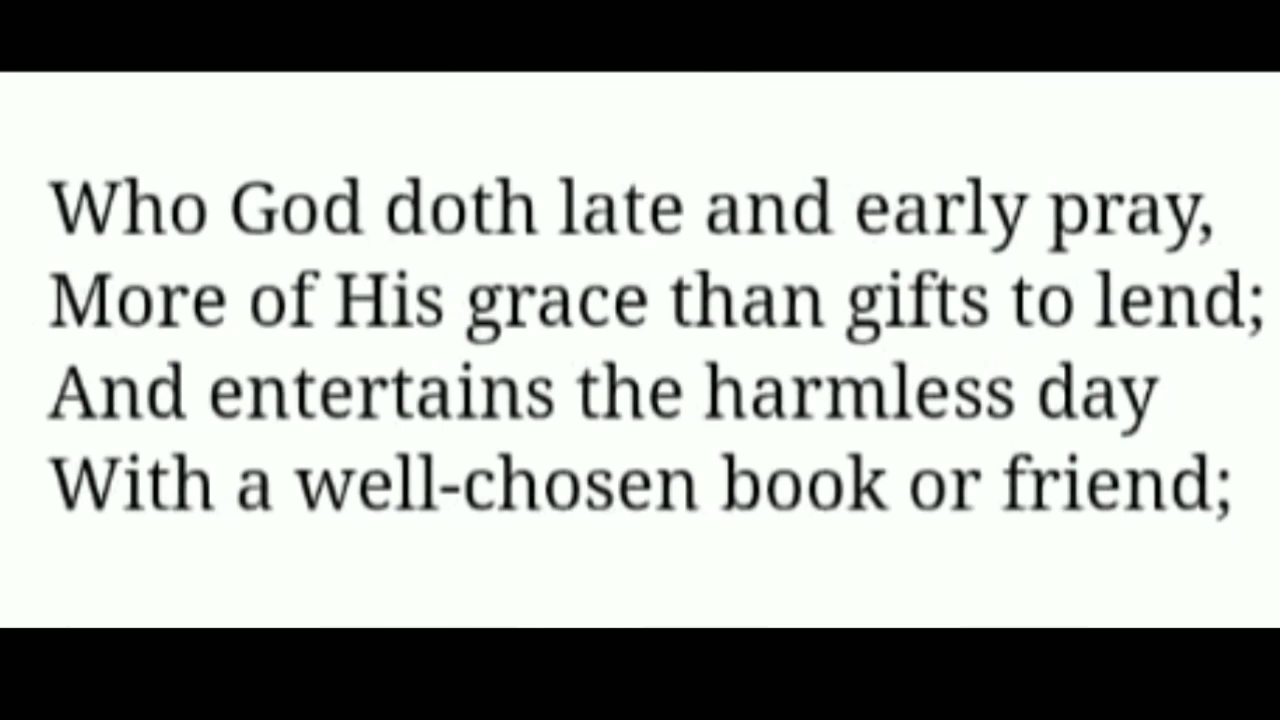 Who God doth late and early pray,
More of His grace than gifts to lend;
And entertains the harmless day
With a well-chosen book or friend;